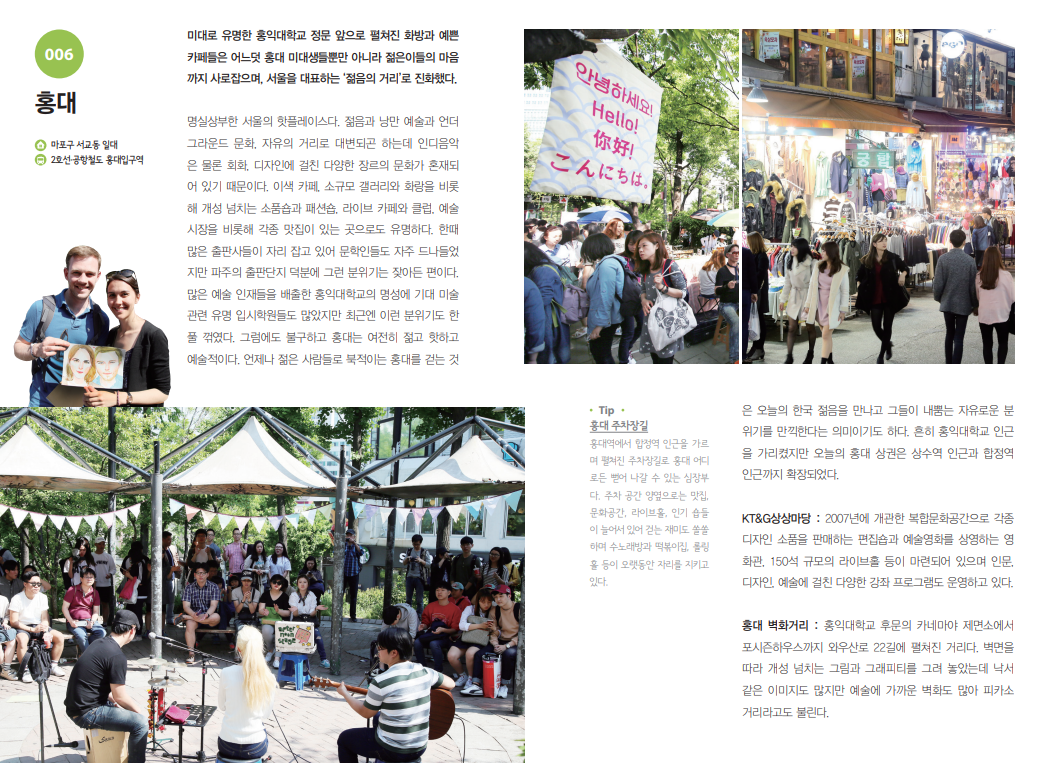 006
홍대
마포구 서교동 일대
2호선·공항철도 홍대입구역
미대로 유명한 홍익대학교 정문 앞으로 펼쳐진 화방과 예쁜
카페들은 어느덧 홍대 미대생들뿐만 아니라 젊은이들의 마음
까지 사로잡으며, 서울을 대표하는 '젊음의 거리'로 진화했다.
명실상부한 서울의 핫플레이스다. 젊음과 낭만 예술과 언더
그라운드 문화, 자유의 거리로 대변되곤 하는데 인디음악
은 물론 회화, 디자인에 걸친 다양한 장르의 문화가 혼재되
어 있기 때문이다. 이색 카페, 소규모 갤러리와 화랑을 비롯
해 개성 넘치는 소품숍과 패션숍, 라이브 카페와 클럽, 예술
시장을 비롯해 각종 맛집이 있는 곳으로도 유명하다. 한때
많은 출판사들이 자리 잡고 있어 문학인들도 자주 드나들었
지만 파주의 출판단지 덕분에 그런 분위기는 잦아든 편이다.
많은 예술 인재들을 배출한 홍익대학교의 명성에 기대 미술
관련 유명 입시학원들도 많았지만 최근엔 이런 분위기도 한
풀 꺾였다. 그럼에도 불구하고 홍대는 여전히 젊고 핫하고
예술적이다. 언제나 젊은 사람들로 북적이는 홍대를 걷는 것
안녕하세요!
Hello!
你好!
こんにちは。
궁합
Tip
홍대 주차장길
홍대역에서 합정역 인근을 가르
며 펼쳐진 주차장길로 홍대 어디
로든 뻗어 나갈 수 있는 심장부
다. 주차 공간 양옆으로는 맛집,
문화공간, 라이브홀, 인기 숍들
이 늘어서 있어 걷는 재미도 쏠쏠
하며 수노래방과 떡볶이집, 롤링
홀 등이 오랫동안 자리를 지키고
있다.
은 오늘의 한국 젊음을 만나고 그들이 내뿜는 자유로운 분
위기를 만끽한다는 의미이기도 하다. 흔히 홍익대학교 인근
을 가리켰지만 오늘의 홍대 상권은 상수역 인근과 합정역
인근까지 확장되었다.
KT&G상상마당 : 2007년에 개관한 복합문화공간으로 각종
디자인 소품을 판매하는 편집숍과 예술영화를 상영하는 영
화관, 150석 규모의 라이브홀 등이 마련되어 있으며 인문,
디자인, 예술에 걸친 다양한 강좌 프로그램도 운영하고 있다.
홍대 벽화거리 : 홍익대학교 후문의 카네마야 제면소에서
포시즌하우스까지 와우산로 22길에 펼쳐진 거리다. 벽면을
따라 개성 넘치는 그림과 그래피티를 그려 놓았는데 낙서
같은 이미지도 많지만 예술에 가까운 벽화도 많아 피카소
거리라고도 불린다.